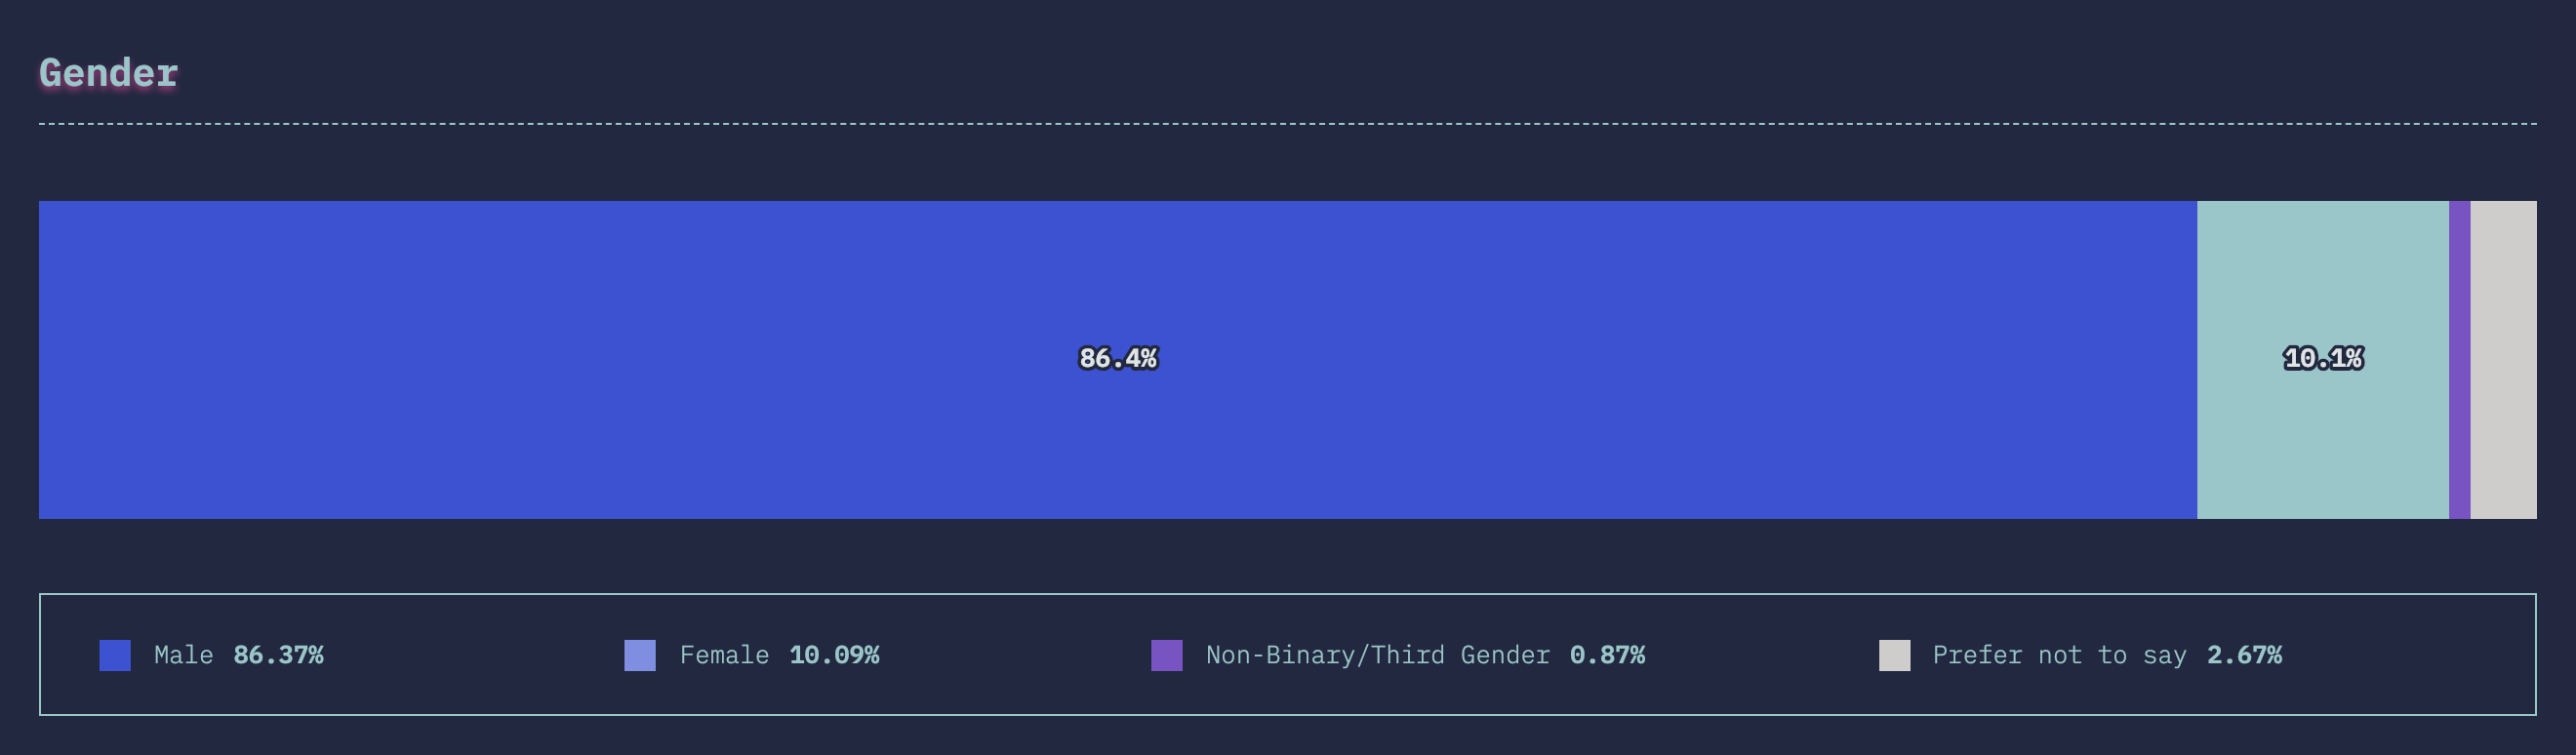 Gender
86.4% 10.1%
Male 86.37% Female 10.09% Non-Binary/Third Gender 0.87% Prefer not to say 2.67%